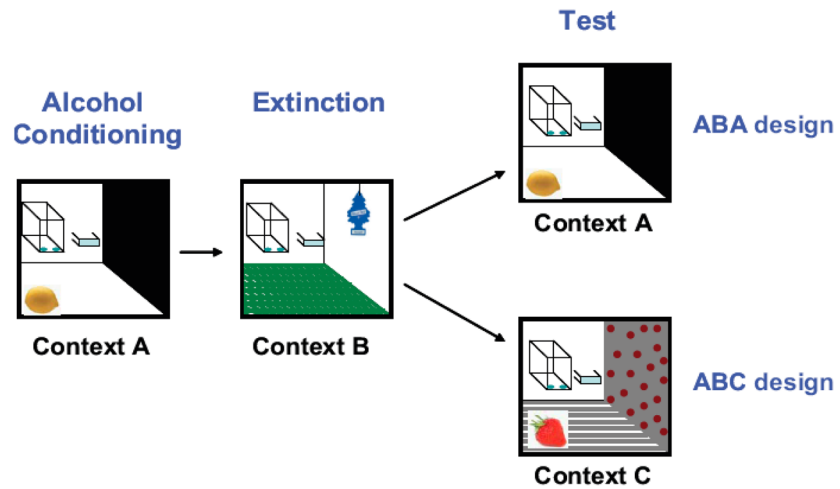 Test
Alcohol
Conditioning
Extinction
ABA design
Context A
Context A
Context B
ABC design
Context C